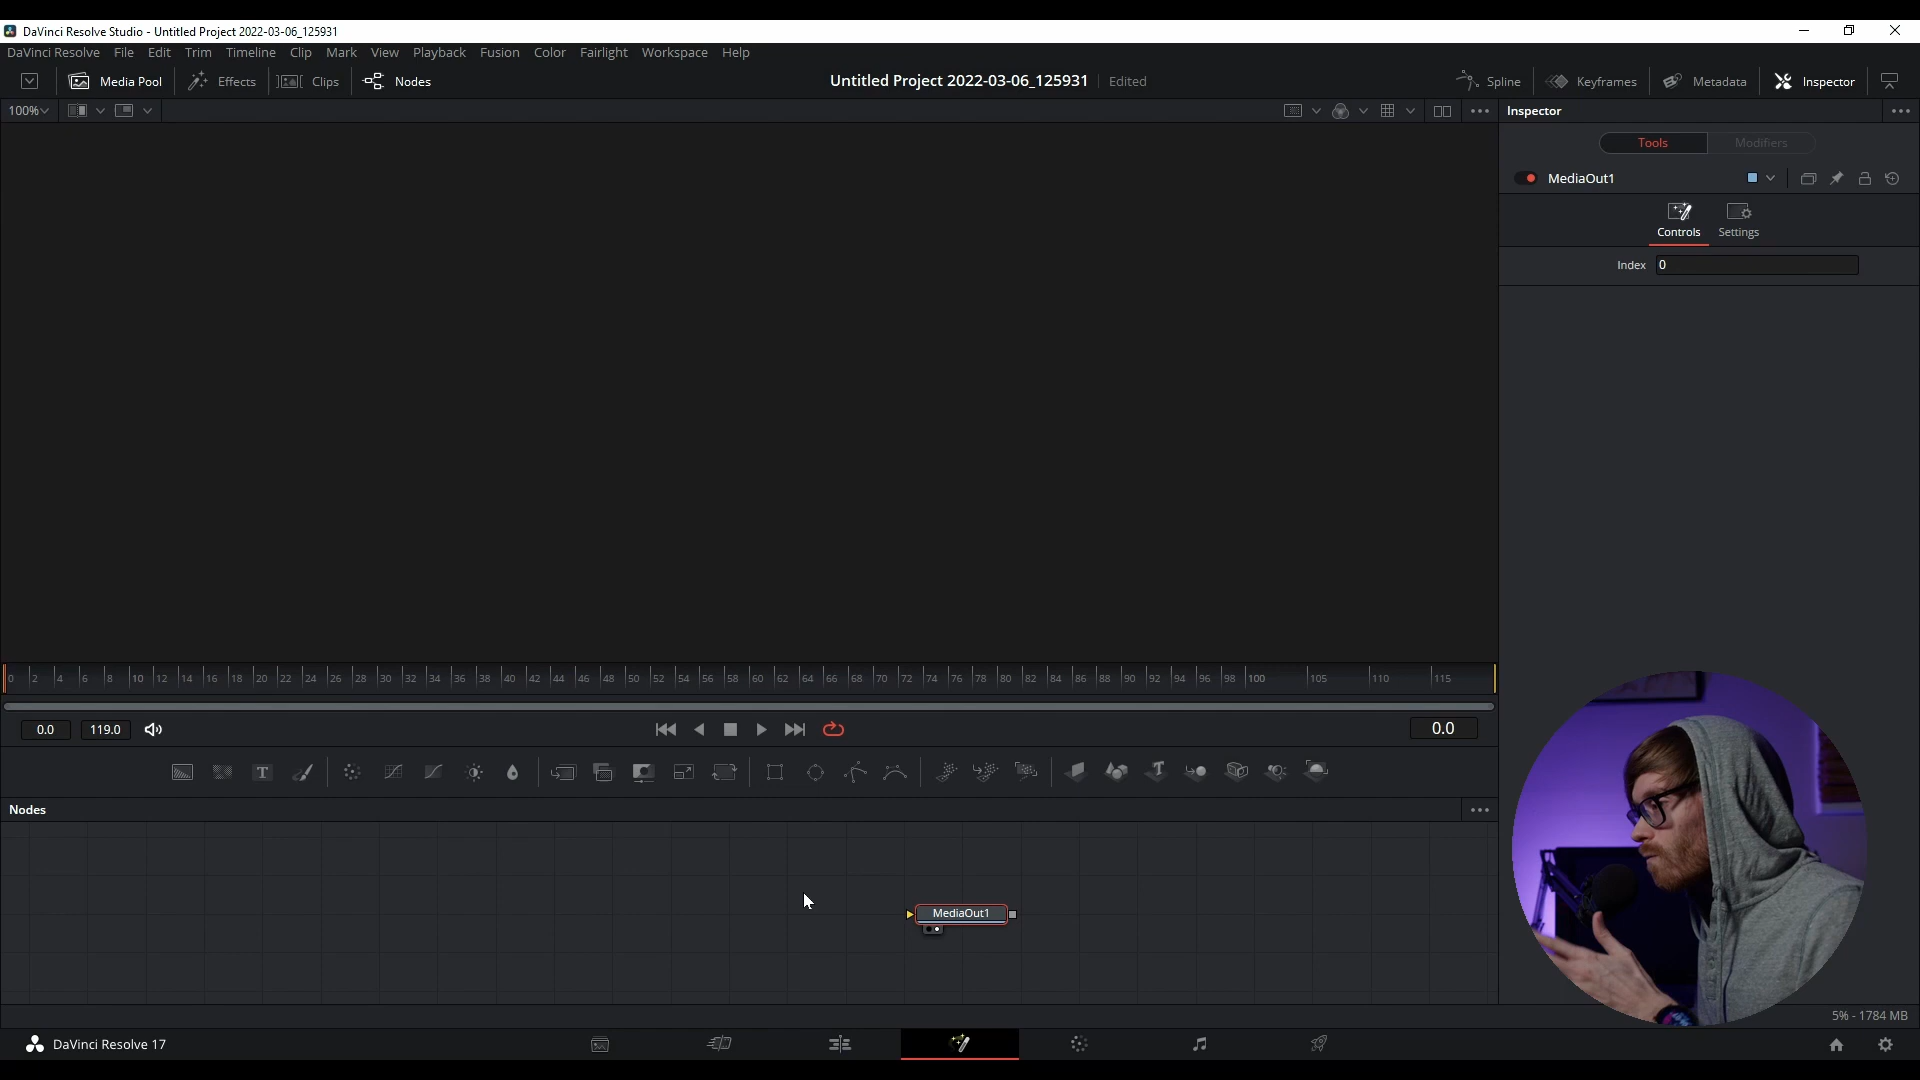 DaVinci Resolve Studio - Untitled Project 2022-03-06_125931
DaVinci Resolve File Edit Trim Timeline Clip Mark View Playback Fusion Color Fairlight Workspace Help
Media Pool Effects Clips Nodes Untitled Project 2022-03-06_125931 Edited Spline Keyframes Metadata Inspector
100% Inspector
Tools Modifiers
MediaOut1
Controls Settings
Index 0
0 2 4 6 8 10 12 14 16 18 20 22 24 26 28 30 32 34 36 38 40 42 44 46 48 50 52 54 56 58 60 62 64 66 68 70 72 74 76 78 80 82 84 86 88 90 92 94 96 98 100 105 110 115
0.0 119.0 0.0
T
Nodes
MediaOut1
5% - 1784 MB
DaVinci Resolve 17